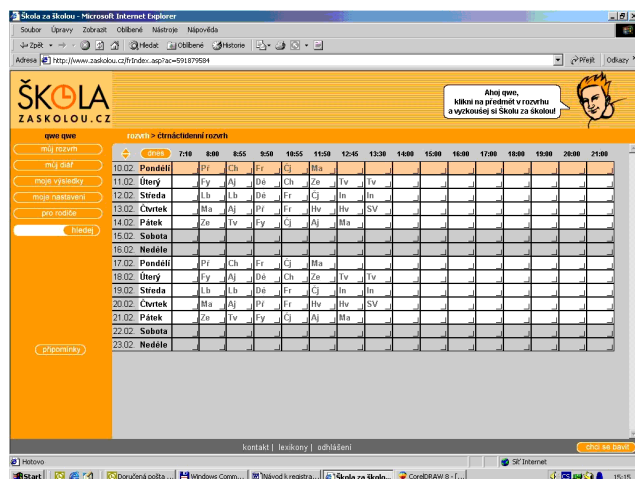 Škola za školou - Microsoft Internet Explorer
Soubor Úpravy Zobrazit Oblíbené Nástroje Nápověda
Zpět Hledat Oblíbené Historie
Adresa http://www.zaskolou.cz/frIndex.asp?ac=591879584 Přejít Odkazy
ŠKOLA
ZASKOLOU.CZ
Ahoj qwe,
klikni na předmět v rozvrhu
a vyzkoušej si Školu za školou!
qwe qwe
rozvrh > čtrnáctidenní rozvrh
můj rozvrh
můj diář
moje výsledky
moje nastavení
pro rodiče
hledej
připomínky
dnes 7:10 8:00 8:55 9:50 10:55 11:50 12:45 13:30 14:00 15:00 16:00 17:00 18:00 19:00 20:00 21:00
10.02. Pondělí Př Ch Fr Čj Ma
11.02. Úterý Fy Aj Dě Ch Ze Tv Tv
12.02. Středa Lb Lb Dě Fr Čj In In
13.02. Čtvrtek Ma Aj Př Fr Hv Hv SV
14.02. Pátek Ze Tv Fy Čj Aj Ma
15.02. Sobota
16.02. Neděle
17.02. Pondělí Př Ch Fr Čj Ma
18.02. Úterý Fy Aj Dě Ch Ze Tv Tv
19.02. Středa Lb Lb Dě Fr Čj In In
20.02. Čtvrtek Ma Aj Př Fr Hv Hv SV
21.02. Pátek Ze Tv Fy Čj Aj Ma
22.02. Sobota
23.02. Neděle
kontakt | lexikony | odhlášení
chci se bavit
Hotovo Síť Internet
Start Doručená pošta ... Windows Comm... Návod k registra... Škola za školo... CorelDRAW 8 - [... 15:15